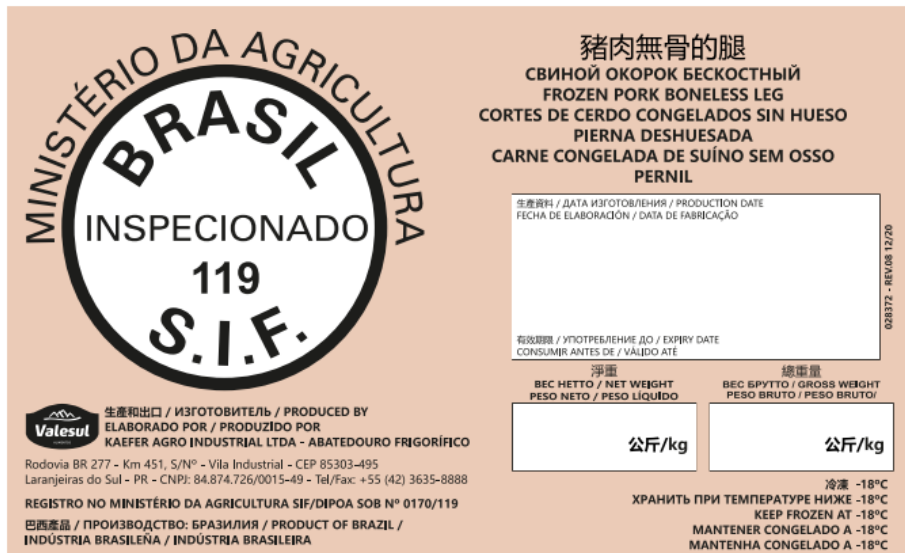 MINISTÉRIO DA AGRICULTURA
BRASIL
INSPECIONADO
119
S.I.F.
豬肉無骨的腿
СВИНОЙ ОКОРОК БЕСКОСТНЫЙ
FROZEN PORK BONELESS LEG
CORTES DE CERDO CONGELADOS SIN HUESO
PIERNA DESHUESADA
CARNE CONGELADA DE SUÍNO SEM OSSO
PERNIL
生產資料 / ДАТА ИЗГОТОВЛЕНИЯ / PRODUCTION DATE
FECHA DE ELABORACIÓN / DATA DE FABRICAÇÃO
有效期限 / УПОТРЕБЛЕНИЕ ДО / EXPIRY DATE
CONSUMIR ANTES DE / VÁLIDO ATÉ
028372 - REV.08 12/20
淨重
ВЕС НЕТТО / NET WEIGHT
PESO NETO / PESO LÍQUIDO
公斤/kg
總重量
ВЕС БРУТТО / GROSS WEIGHT
PESO BRUTO / PESO BRUTO/
公斤/kg
Valesul
生產和出口 / ИЗГОТОВИТЕЛЬ / PRODUCED BY
ELABORADO POR / PRODUZIDO POR
KAEFER AGRO INDUSTRIAL LTDA - ABATEDOURO FRIGORÍFICO
Rodovia BR 277 - Km 451, S/Nº - Vila Industrial - CEP 85303-495
Laranjeiras do Sul - PR - CNPJ: 84.874.726/0015-49 - Tel/Fax: +55 (42) 3635-8888
REGISTRO NO MINISTÉRIO DA AGRICULTURA SIF/DIPOA SOB Nº 0170/119
巴西產品 / ПРОИЗВОДСТВО: БРАЗИЛИЯ / PRODUCT OF BRAZIL /
INDÚSTRIA BRASILEÑA / INDÚSTRIA BRASILEIRA
冷凍 -18ºC
ХРАНИТЬ ПРИ ТЕМПЕРАТУРЕ НИЖЕ -18ºC
KEEP FROZEN AT -18ºC
MANTENER CONGELADO A -18ºC
MANTENHA CONGELADO A -18ºC